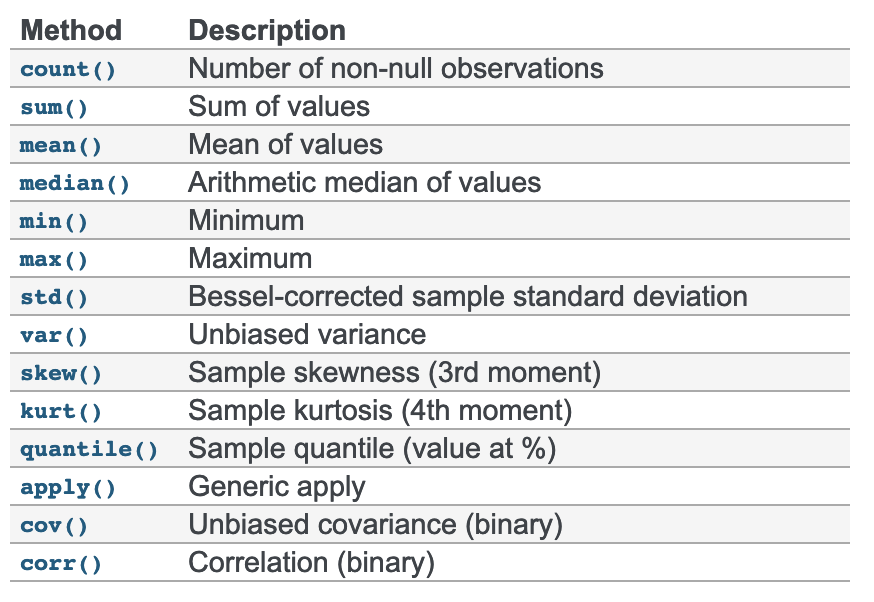 Method Description
count() Number of non-null observations
sum() Sum of values
mean() Mean of values
median() Arithmetic median of values
min() Minimum
max() Maximum
std() Bessel-corrected sample standard deviation
var() Unbiased variance
skew() Sample skewness (3rd moment)
kurt() Sample kurtosis (4th moment)
quantile() Sample quantile (value at %)
apply() Generic apply
cov() Unbiased covariance (binary)
corr() Correlation (binary)